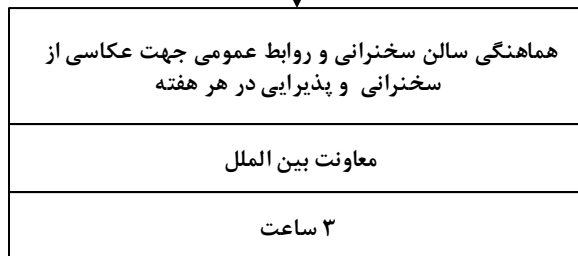 هماهنگی سالن سخنرانی و روابط عمومی جهت عکاسی از
سخنرانی و پذیرایی در هر هفته
معاونت بین الملل
۳ ساعت